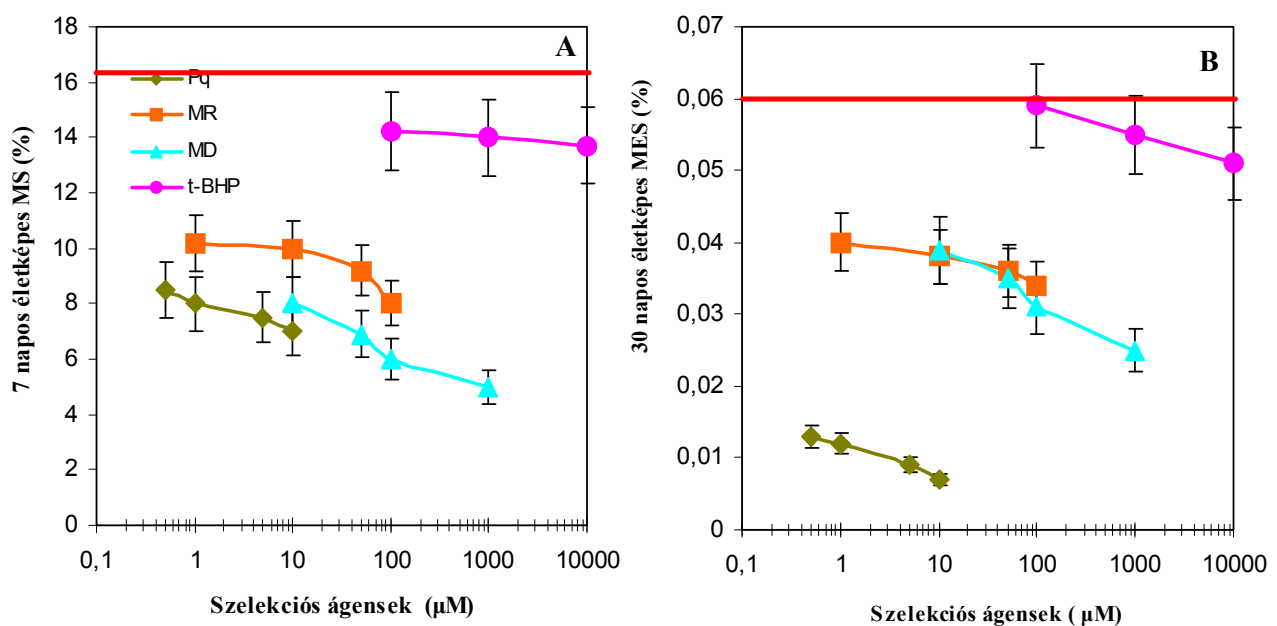 A
7 napos életképes MS (%)
18
16
14
12
10
8
6
4
2
0
Pq
MR
MD
t-BHP
0,1 1 10 100 1000 10000
Szelekciós ágensek (µM)
B
30 napos életképes MES (%)
0,07
0,06
0,05
0,04
0,03
0,02
0,01
0
0,1 1 10 100 1000 10000
Szelekciós ágensek ( µM)